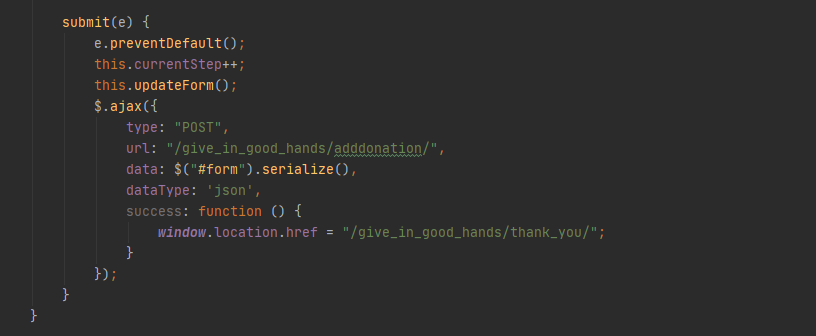 submit(e) {
e.preventDefault();
this.currentStep++;
this.updateForm();
$.ajax({
type: "POST",
url: "/give_in_good_hands/adddonation/",
data: $("#form").serialize(),
dataType: 'json',
success: function () {
window.location.href = "/give_in_good_hands/thank_you/";
}
});
}
}